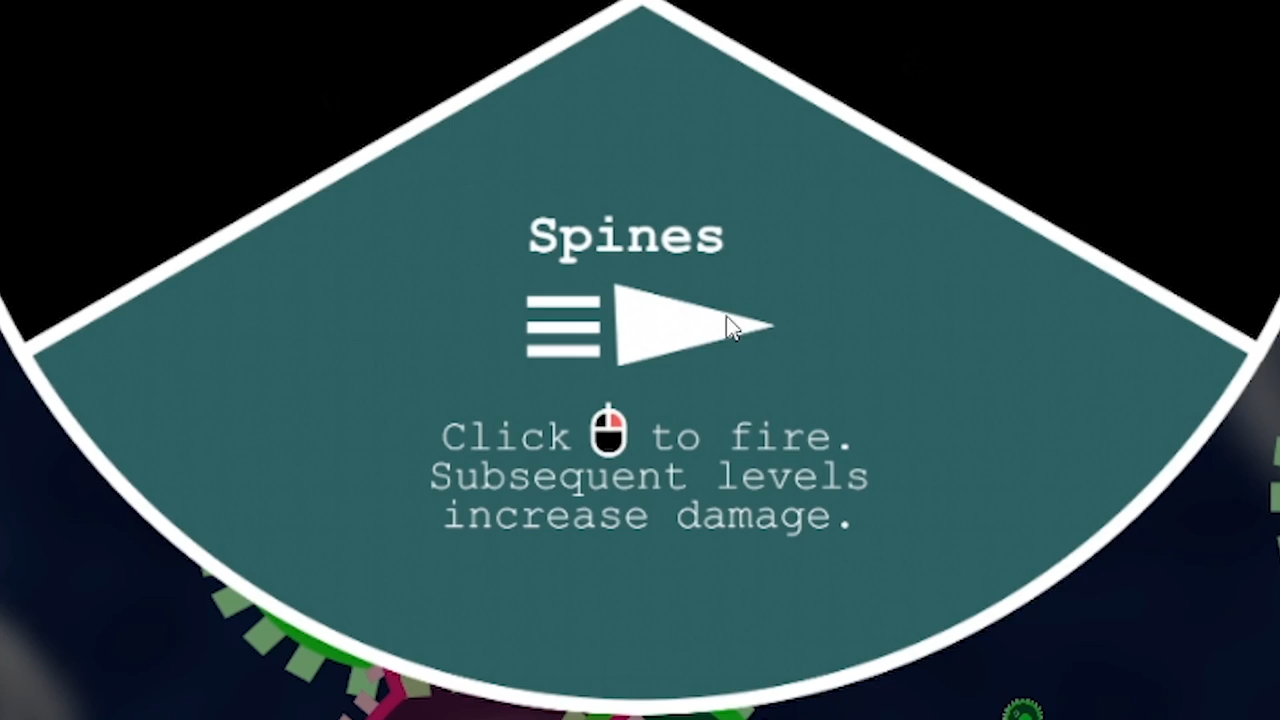 Spines
Click to fire.
Subsequent levels
increase damage.